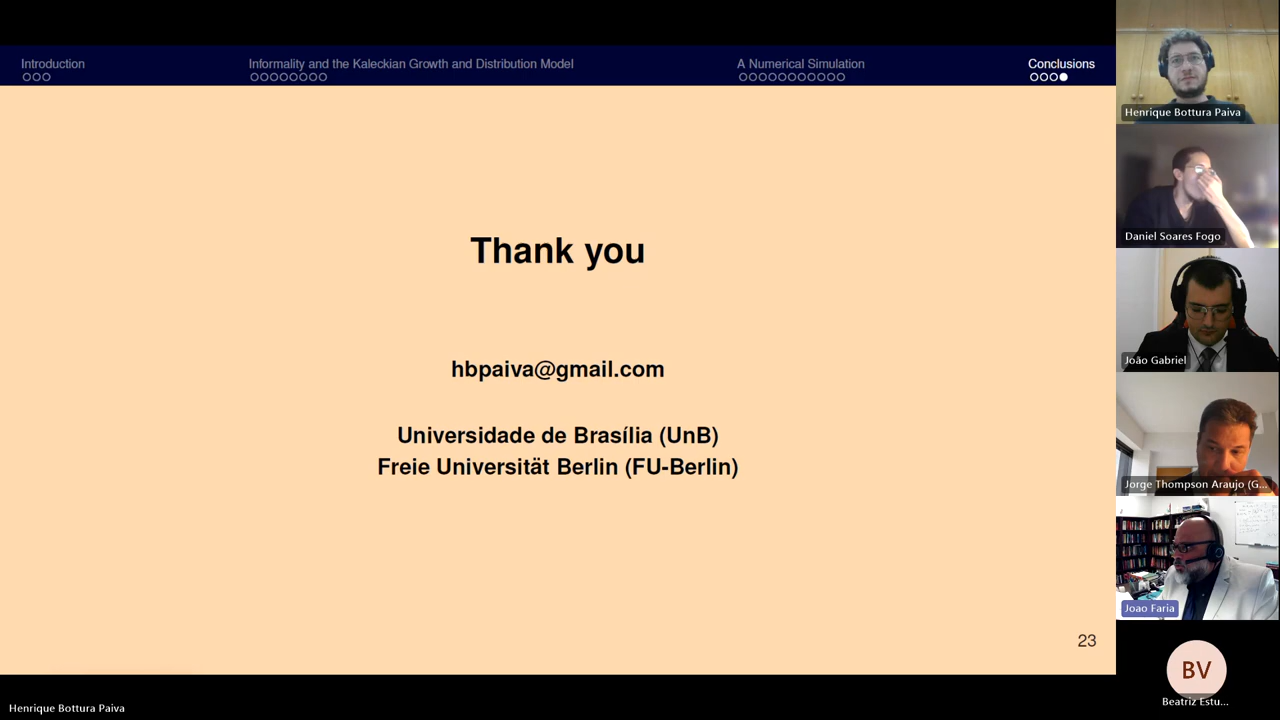 Introduction
Informality and the Kaleckian Growth and Distribution Model
A Numerical Simulation
Conclusions
Thank you
hbpaiva@gmail.com
Universidade de Brasília (UnB)
Freie Universität Berlin (FU-Berlin)
23
Henrique Bottura Paiva
Henrique Bottura Paiva
Daniel Soares Fogo
João Gabriel
Jorge Thompson Araujo (G...
Joao Faria
BV
Beatriz Estu...